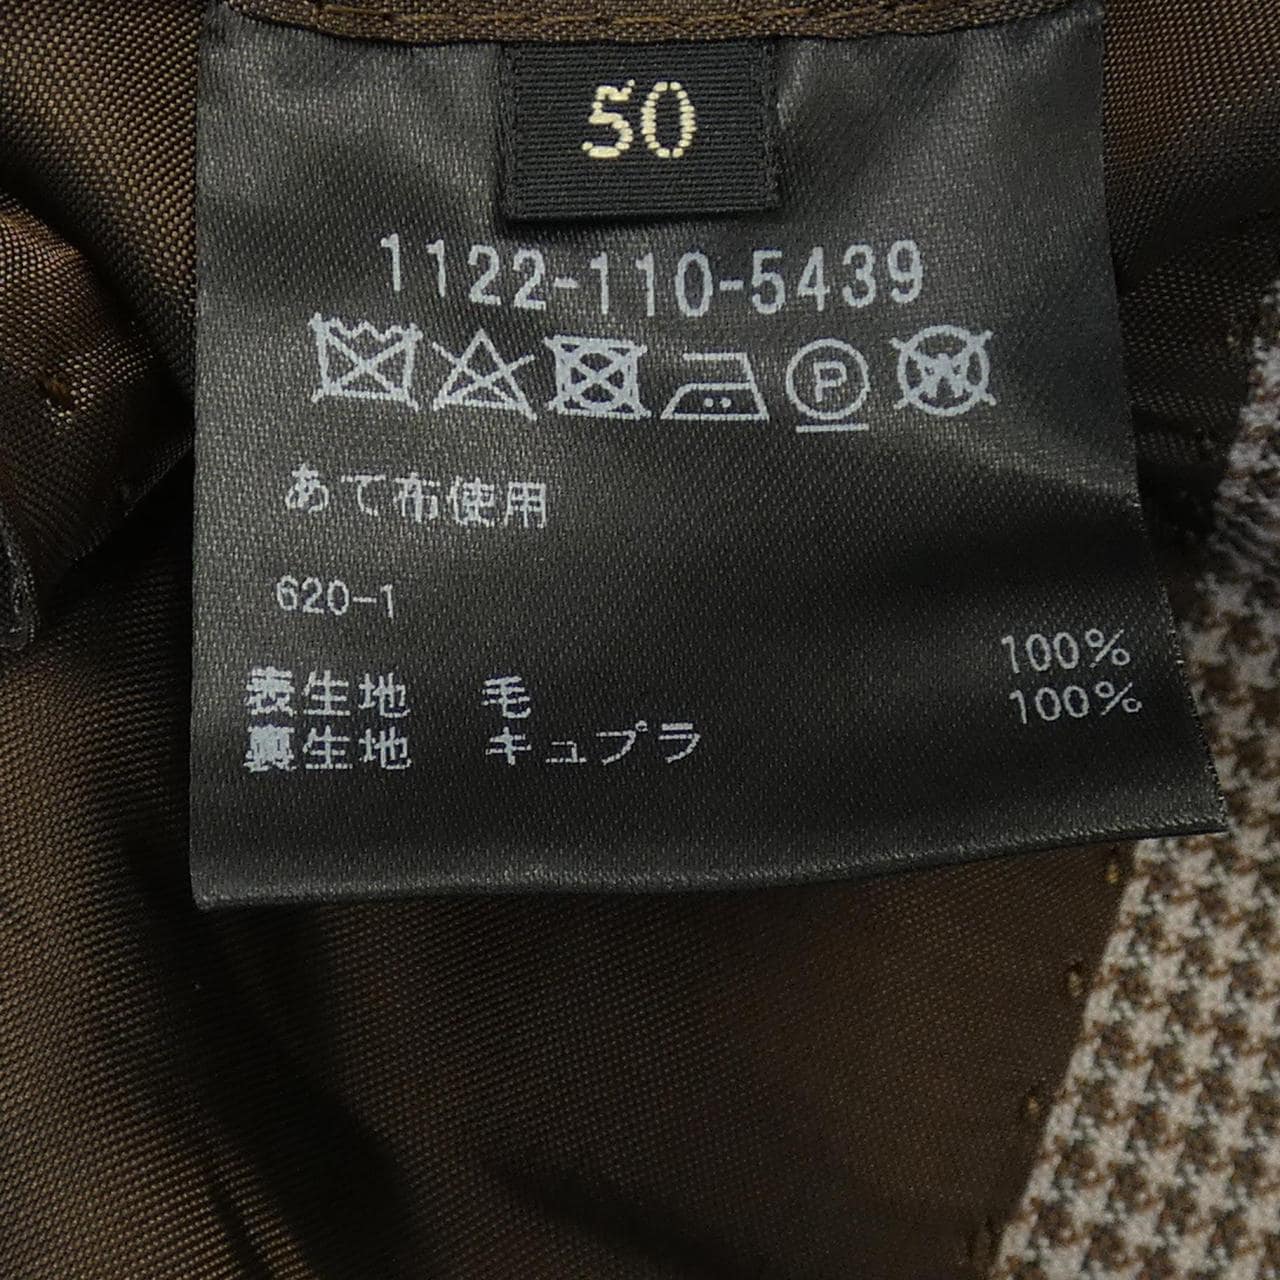 50
1122-110-5439
P W
あて布使用
620-1
表生地 毛 100%
裏生地 キュプラ 100%